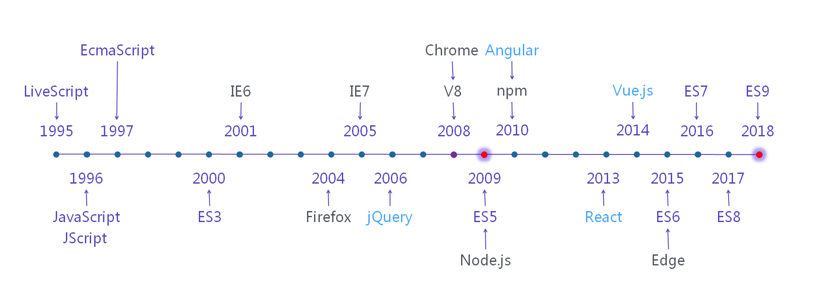 EcmaScript
Chrome Angular
LiveScript IE6 IE7 V8 npm Vue.js ES7 ES9
1995 1997 2001 2005 2008 2010 2014 2016 2018
1996 2000 2004 2006 2009 2013 2015 2017
JavaScript ES3 Firefox jQuery ES5 React ES6 ES8
JScript
Node.js Edge